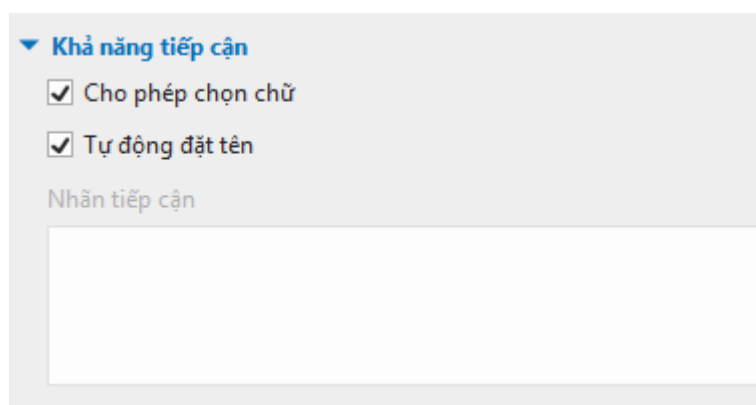 Khả năng tiếp cận
Cho phép chọn chữ
Tự động đặt tên
Nhãn tiếp cận